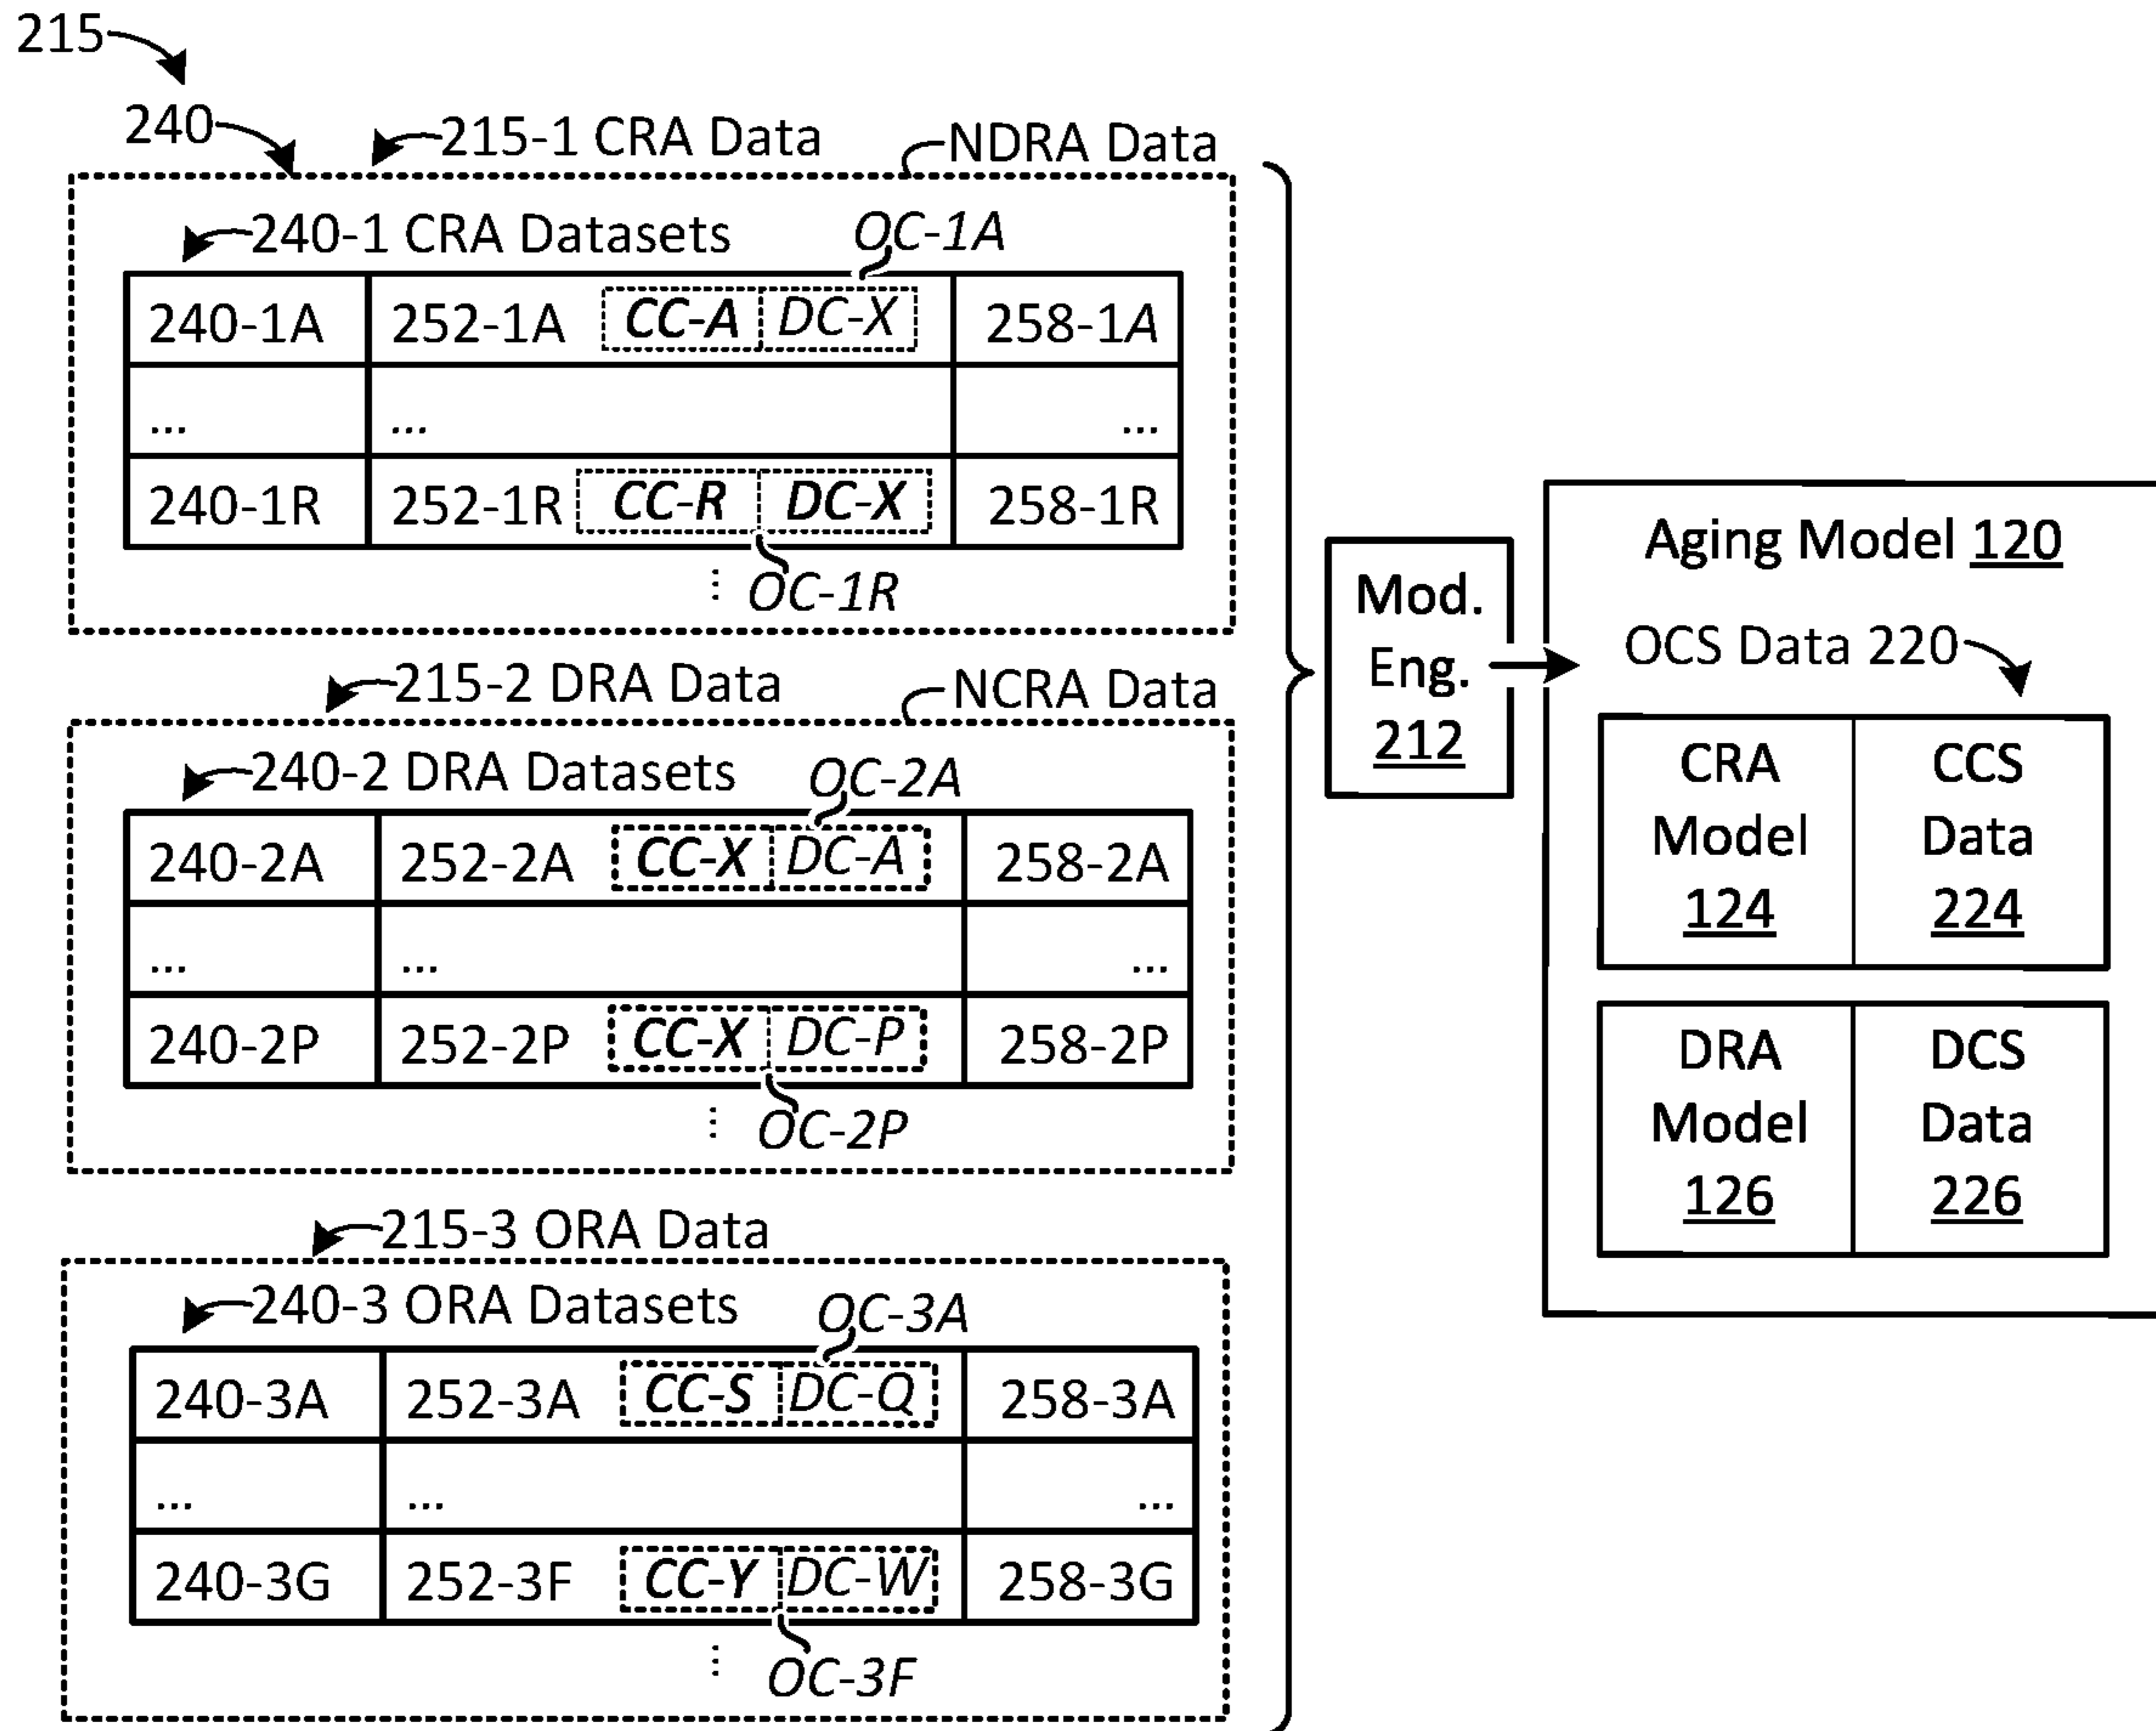 215
240
215-1 CRA Data
NDRA Data
240-1 CRA Datasets
OC-1A
240-1A 252-1A CC-A DC-X 258-1A
... ... ...
240-1R 252-1R CC-R DC-X 258-1R
⋮ OC-1R
215-2 DRA Data
NCRA Data
240-2 DRA Datasets
OC-2A
240-2A 252-2A CC-X DC-A 258-2A
... ... ...
240-2P 252-2P CC-X DC-P 258-2P
⋮ OC-2P
215-3 ORA Data
240-3 ORA Datasets
OC-3A
240-3A 252-3A CC-S DC-Q 258-3A
... ... ...
240-3G 252-3F CC-Y DC-W 258-3G
⋮ OC-3F
Mod.
Eng.
212
Aging Model 120
OCS Data 220
CRA
Model
124
CCS
Data
224
DRA
Model
126
DCS
Data
226